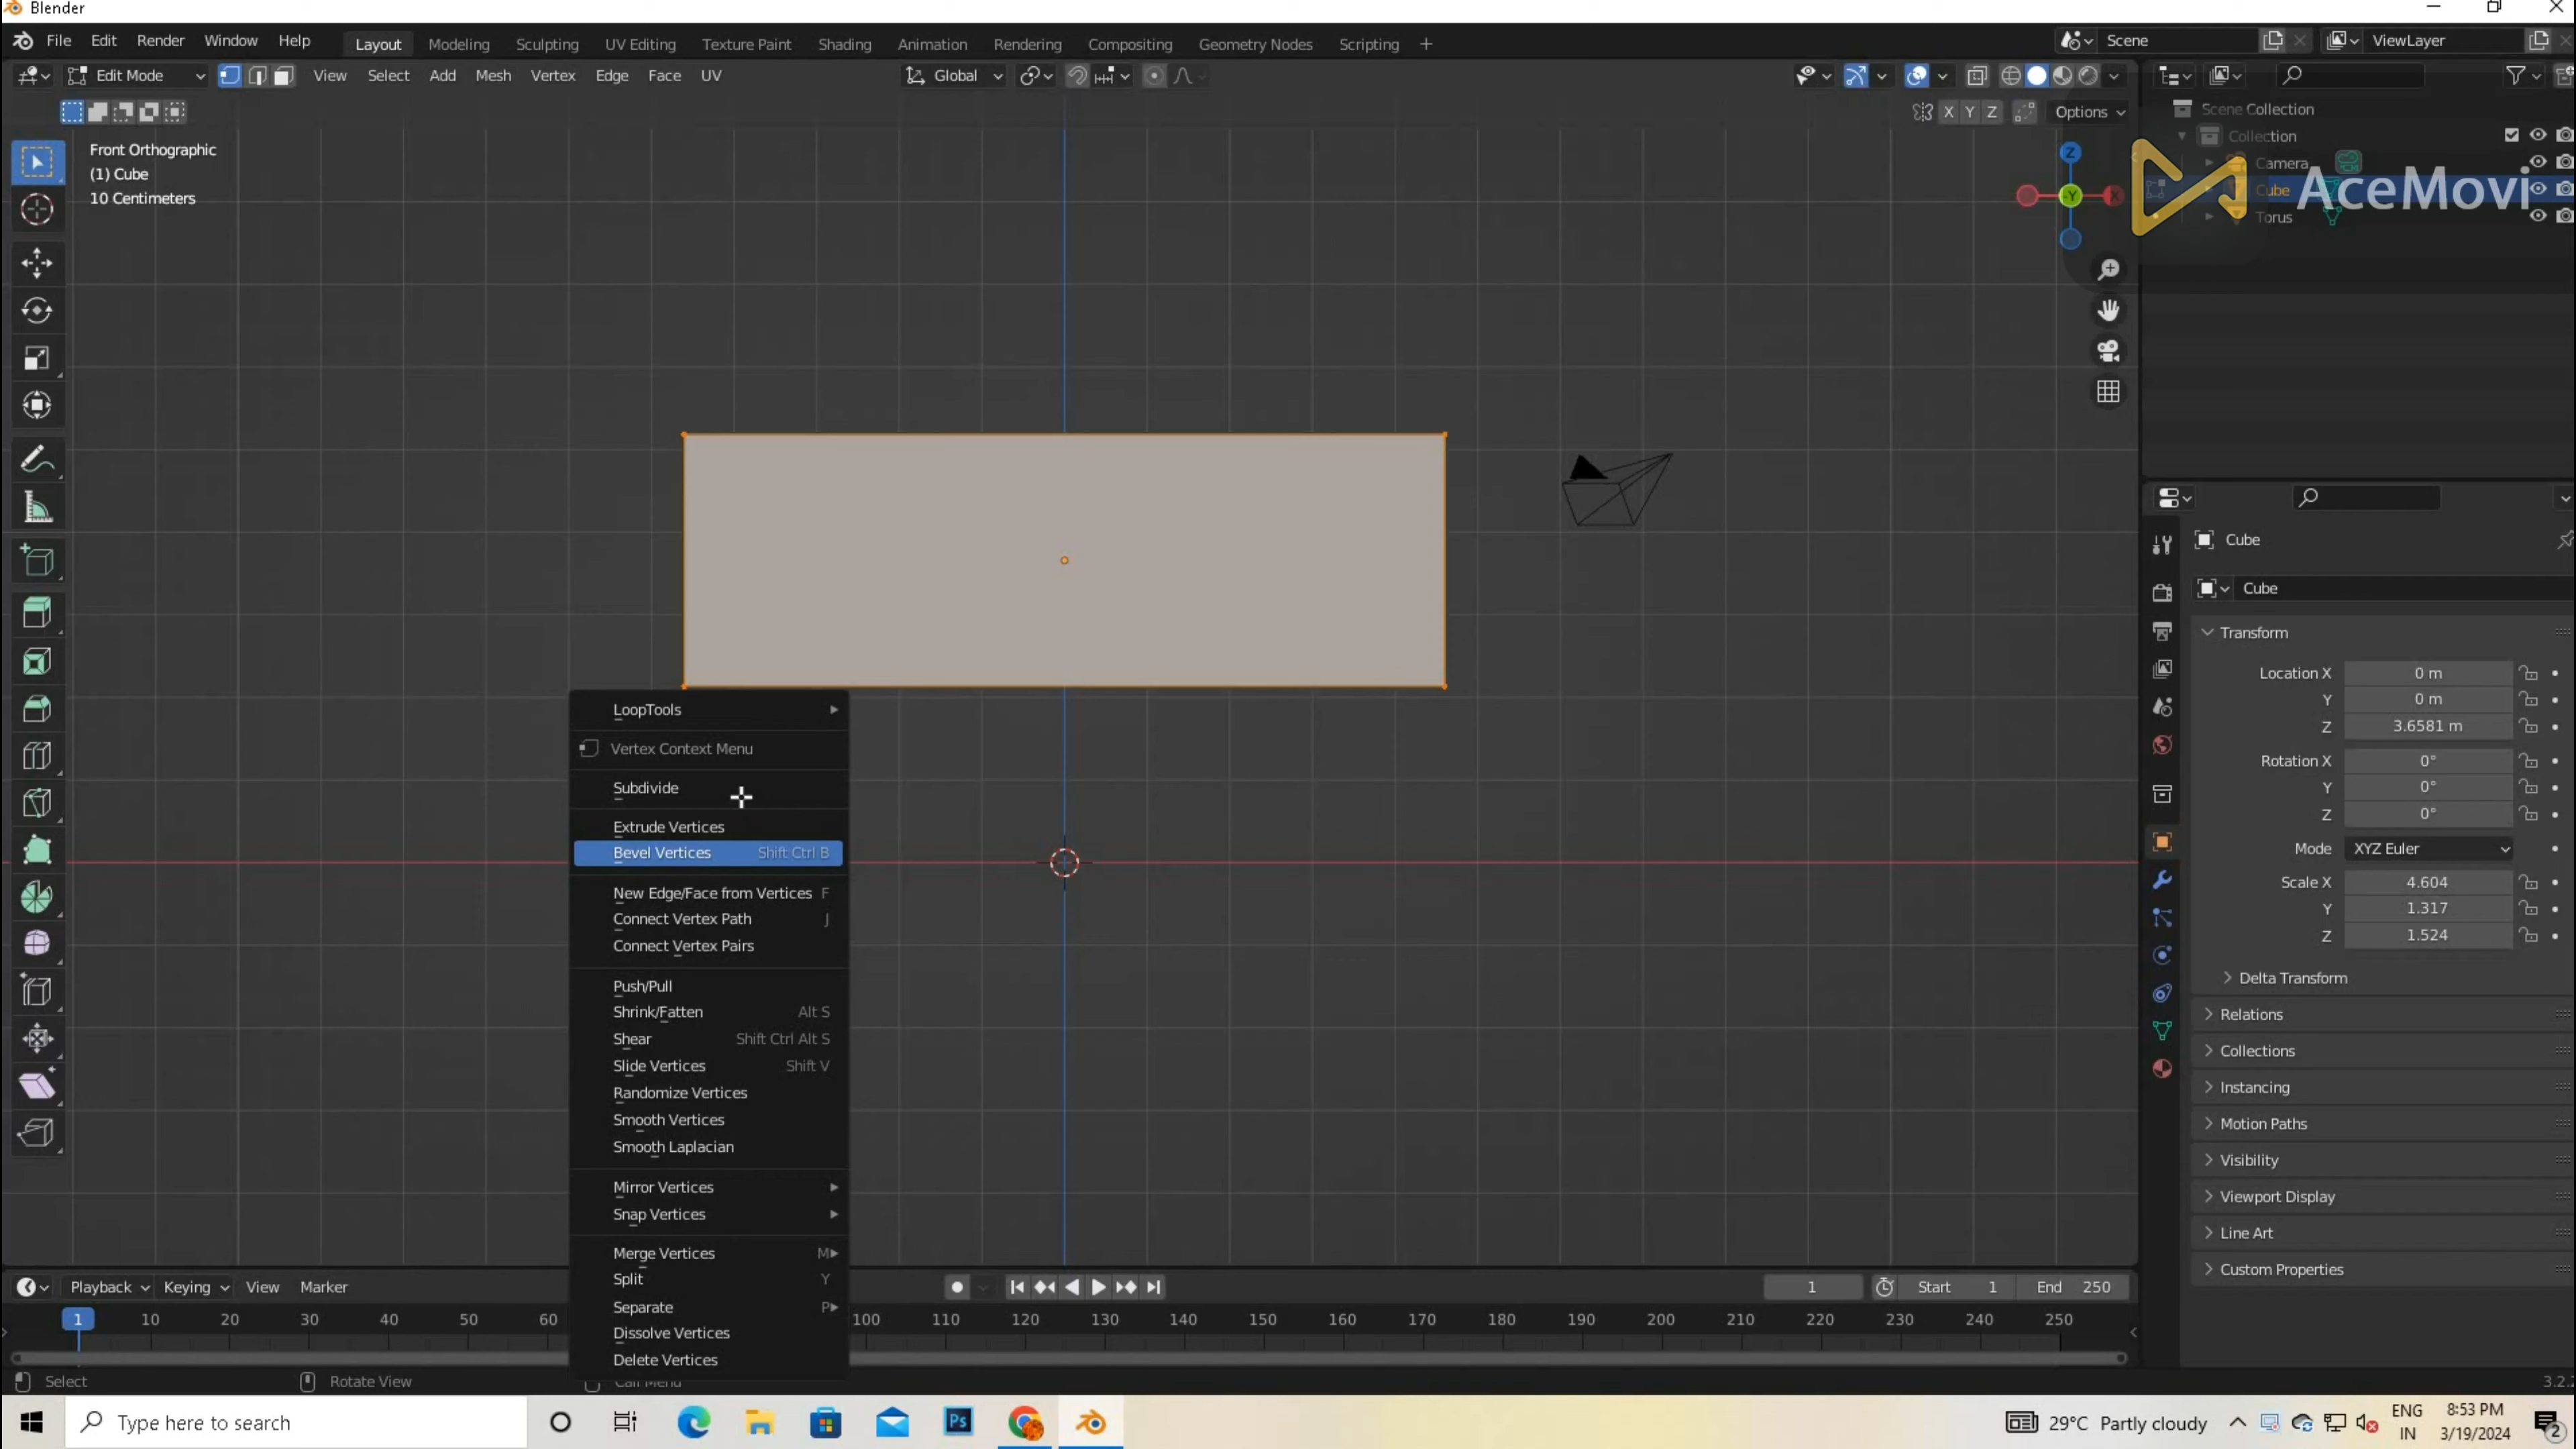 Blender
File Edit Render Window Help Layout Modeling Sculpting UV Editing Texture Paint Shading Animation Rendering Compositing Geometry Nodes Scripting + Scene ViewLayer
Edit Mode View Select Add Mesh Vertex Edge Face UV Global
X Y Z Options
Front Orthographic
(1) Cube
10 Centimeters
Z
Y
X
Scene Collection
Collection
Camera
Cube
Torus
AceMovi
LoopTools
Vertex Context Menu
Subdivide
Extrude Vertices
Bevel Vertices Shift Ctrl B
New Edge/Face from Vertices F
Connect Vertex Path J
Connect Vertex Pairs
Push/Pull
Shrink/Fatten Alt S
Shear Shift Ctrl Alt S
Slide Vertices Shift V
Randomize Vertices
Smooth Vertices
Smooth Laplacian
Mirror Vertices
Snap Vertices
Merge Vertices M
Split Y
Separate P
Dissolve Vertices
Delete Vertices
Cube
Cube
Transform
Location X 0 m
Y 0 m
Z 3.6581 m
Rotation X 0°
Y 0°
Z 0°
Mode XYZ Euler
Scale X 4.604
Y 1.317
Z 1.524
Delta Transform
Relations
Collections
Instancing
Motion Paths
Visibility
Viewport Display
Line Art
Custom Properties
Playback Keying View Marker 1 Start 1 End 250
1 10 20 30 40 50 60 100 110 120 130 140 150 160 170 180 190 200 210 220 230 240 250
Select Rotate View Call Menu
Type here to search Ps 29°C Partly cloudy ENG 8:53 PM
IN 3/19/2024 2